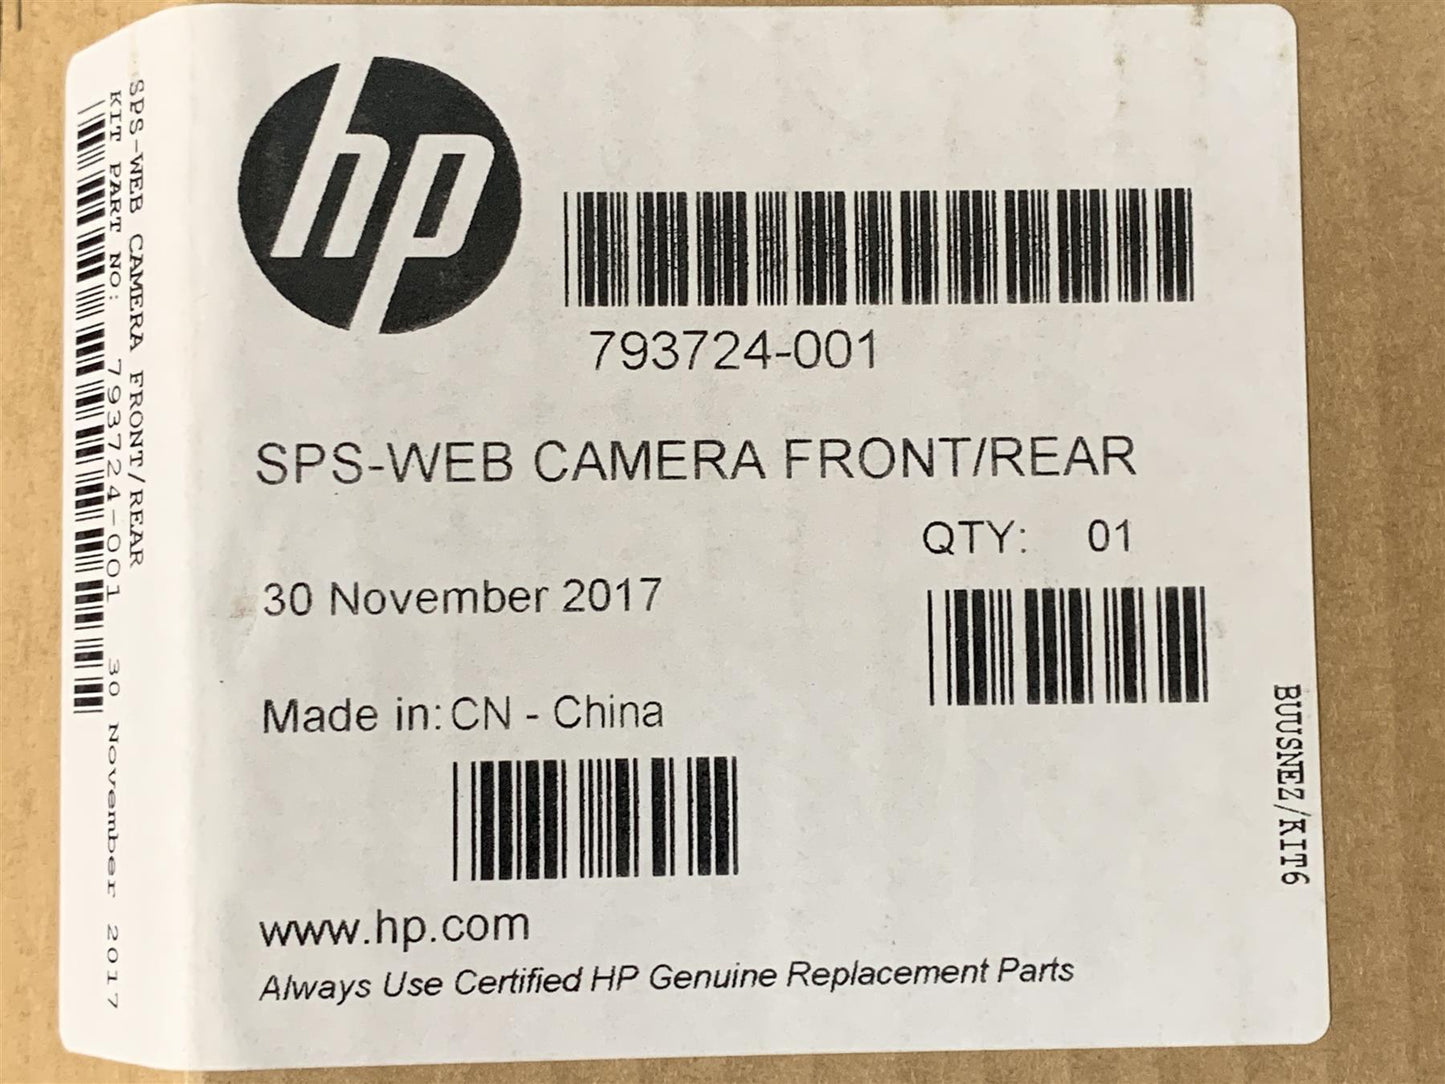 hp
793724-001
SPS-WEB CAMERA FRONT/REAR
QTY: 01
30 November 2017
Made in: CN - China
www.hp.com
Always Use Certified HP Genuine Replacement Parts
SPS-WEB CAMERA FRONT/REAR
KIT PART NO: 793724-001 30 November 2017
BUUSNEZ/KIT6